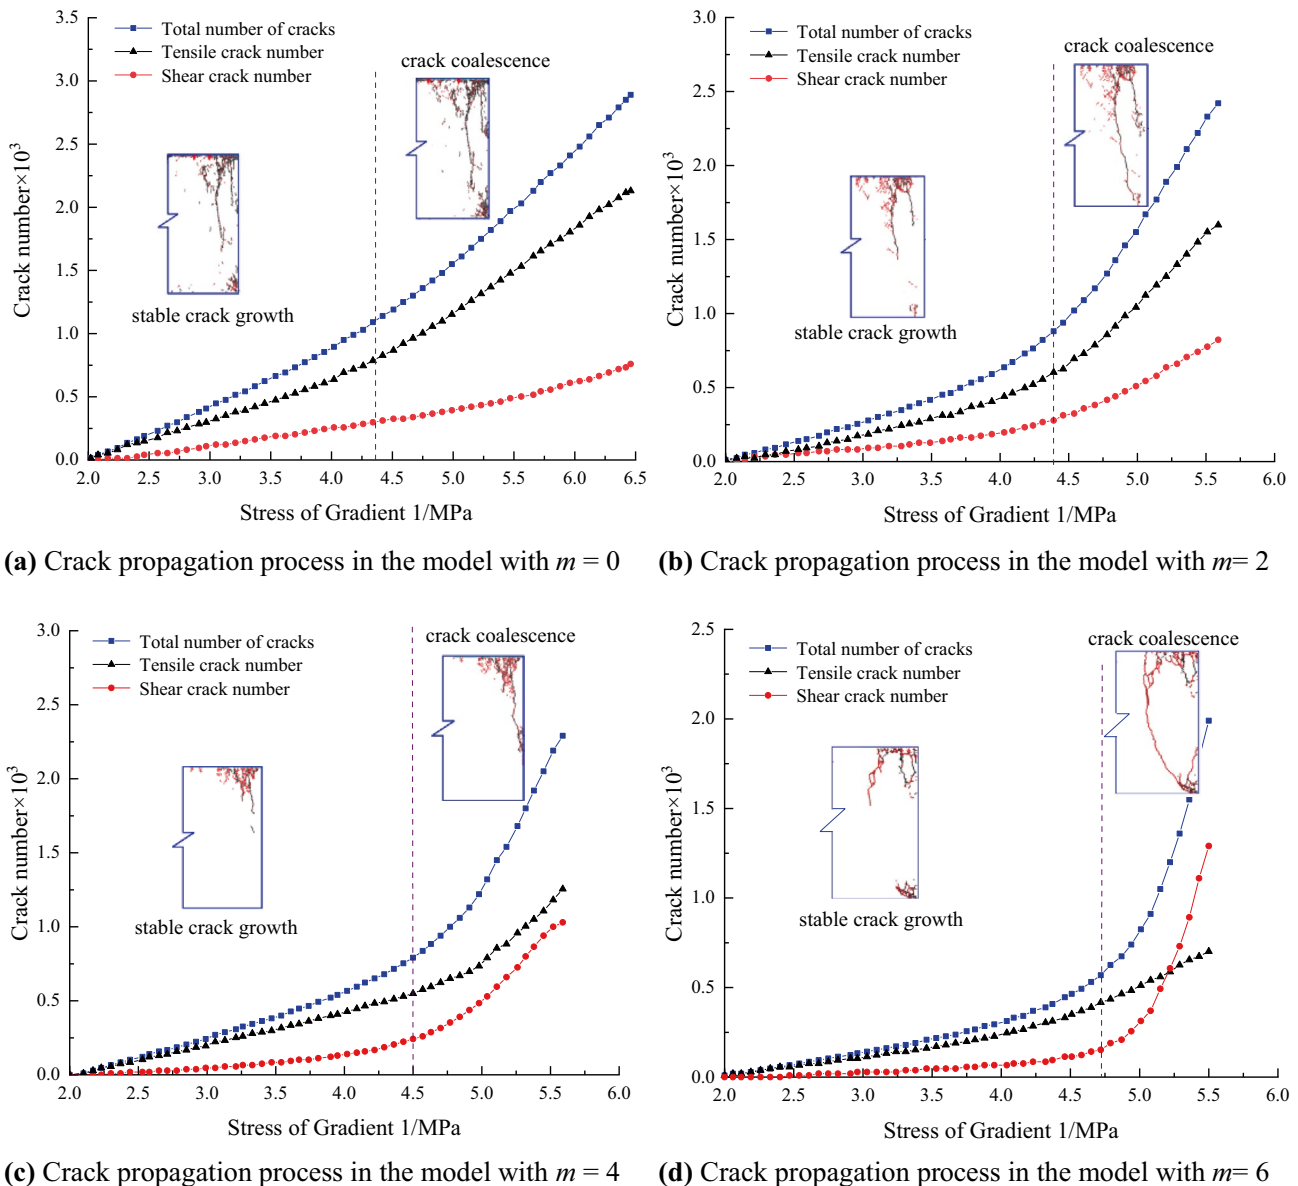 3.5
3.0
2.5
2.0
1.5
1.0
0.5
0.0
Crack number×10³
Total number of cracks
Tensile crack number
Shear crack number
crack coalescence
stable crack growth
2.0 2.5 3.0 3.5 4.0 4.5 5.0 5.5 6.0 6.5
Stress of Gradient 1/MPa
(a) Crack propagation process in the model with m = 0
3.0
2.5
2.0
1.5
1.0
0.5
0.0
Crack number×10³
Total number of cracks
Tensile crack number
Shear crack number
crack coalescence
stable crack growth
2.0 2.5 3.0 3.5 4.0 4.5 5.0 5.5 6.0
Stress of Gradient 1/MPa
(b) Crack propagation process in the model with m= 2
3.0
2.5
2.0
1.5
1.0
0.5
0.0
Crack number×10³
Total number of cracks
Tensile crack number
Shear crack number
crack coalescence
stable crack growth
2.0 2.5 3.0 3.5 4.0 4.5 5.0 5.5 6.0
Stress of Gradient 1/MPa
(c) Crack propagation process in the model with m = 4
2.5
2.0
1.5
1.0
0.5
0.0
Crack number×10³
Total number of cracks
Tensile crack number
Shear crack number
crack coalescence
stable crack growth
2.0 2.5 3.0 3.5 4.0 4.5 5.0 5.5 6.0
Stress of Gradient 1/MPa
(d) Crack propagation process in the model with m= 6